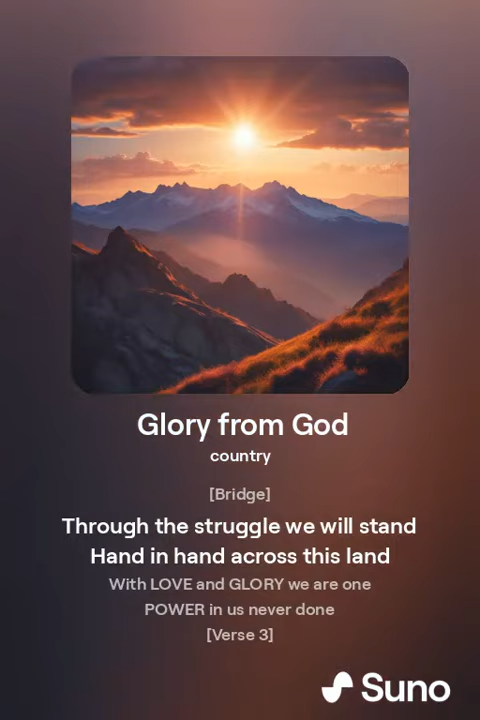 Glory from God
country
[Bridge]
Through the struggle we will stand
Hand in hand across this land
With LOVE and GLORY we are one
POWER in us never done
[Verse 3]
Suno